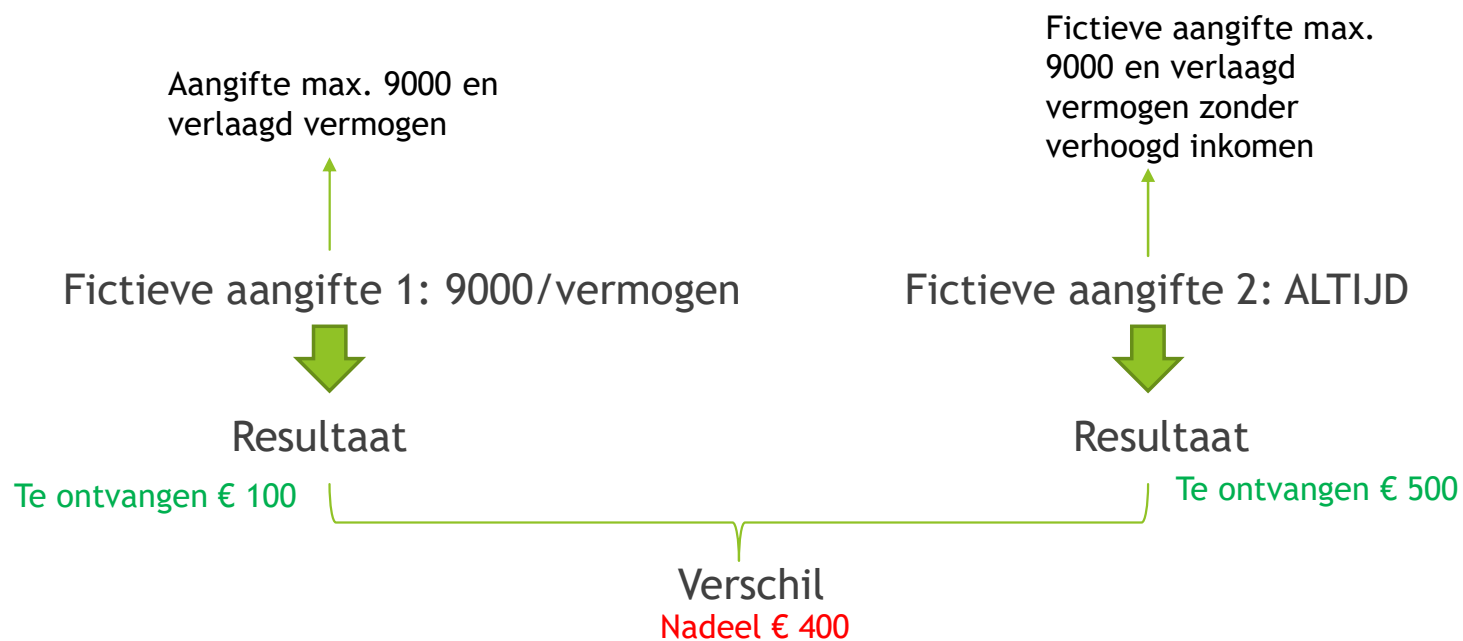 Aangifte max. 9000 en
verlaagd vermogen
Fictieve aangifte max.
9000 en verlaagd
vermogen zonder
verhoogd inkomen
Fictieve aangifte 1: 9000/vermogen
Fictieve aangifte 2: ALTIJD
Resultaat
Resultaat
Te ontvangen € 100
Te ontvangen € 500
Verschil
Nadeel € 400